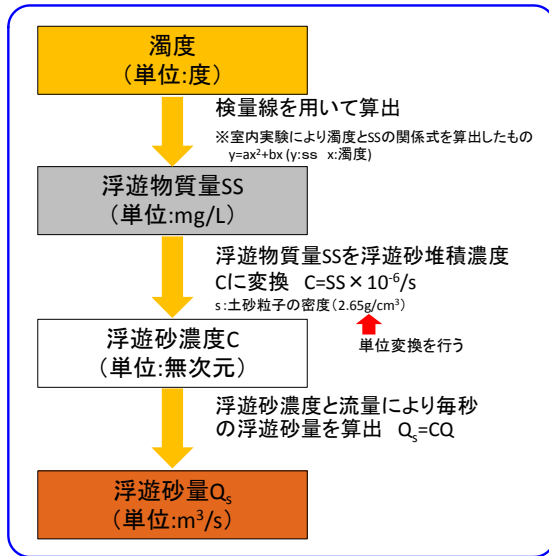 濁度
（単位:度）
検量線を用いて算出
※室内実験により濁度とSSの関係式を算出したもの
y=ax²+bx (y:ss x:濁度)
浮遊物質量SS
（単位:mg/L）
浮遊物質量SSを浮遊砂堆積濃度
Cに変換 C=SS×10⁻⁶/s
s:土砂粒子の密度(2.65g/cm³)
単位変換を行う
浮遊砂濃度C
（単位:無次元）
浮遊砂濃度と流量により毎秒
の浮遊砂量を算出 Qₛ=CQ
浮遊砂量Qₛ
（単位:m³/s）